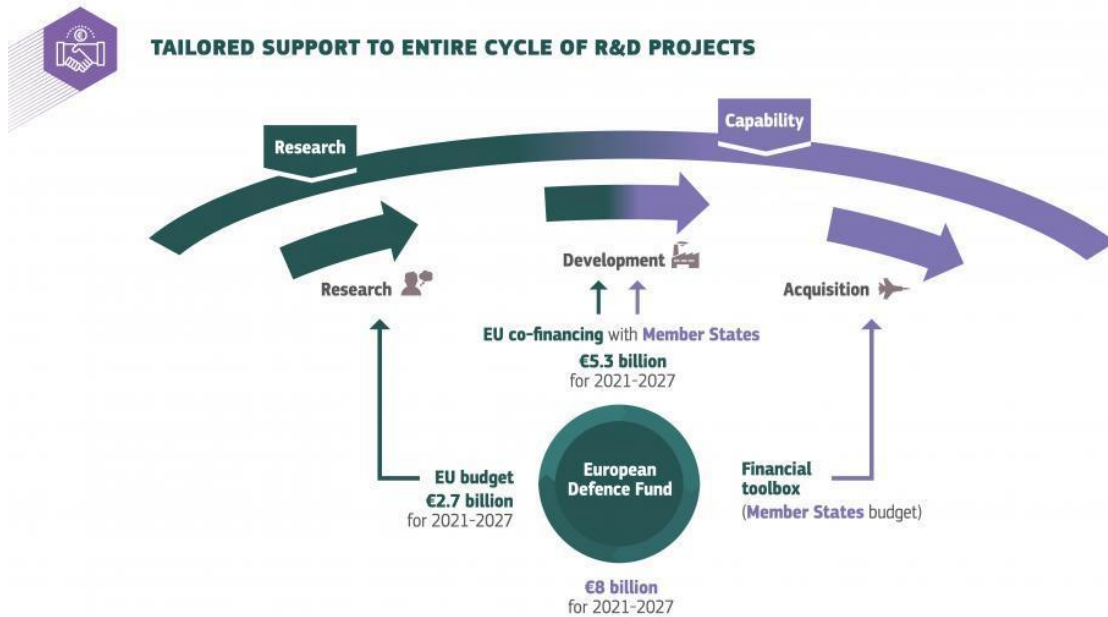 TAILORED SUPPORT TO ENTIRE CYCLE OF R&D PROJECTS
Research
Capability
Research
Development
Acquisition
EU co-financing with Member States
€5.3 billion
for 2021-2027
EU budget
€2.7 billion
for 2021-2027
European
Defence Fund
Financial
toolbox
(Member States budget)
€8 billion
for 2021-2027